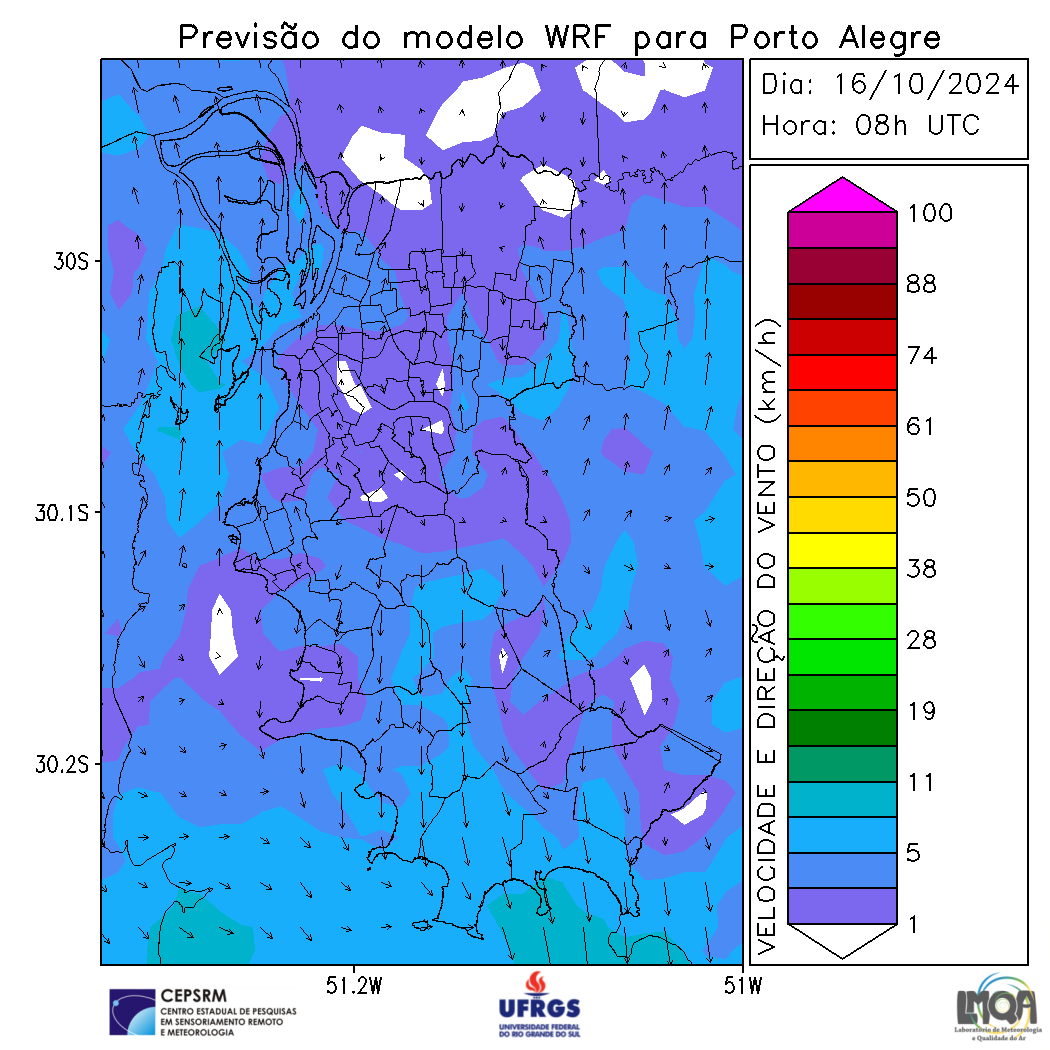 Previsão do modelo WRF para Porto Alegre
Dia: 16/10/2024
Hora: 08h UTC
30S
30.1S
30.2S
51.2W
51W
VELOCIDADE E DIREÇÃO DO VENTO (km/h)
100
88
74
61
50
38
28
19
11
5
1
CEPSRM
CENTRO ESTADUAL DE PESQUISAS
EM SENSORIAMENTO REMOTO
E METEOROLOGIA
UFRGS
UNIVERSIDADE FEDERAL
DO RIO GRANDE DO SUL
LMQA
Laboratório de Meteorologia
e Qualidade do Ar